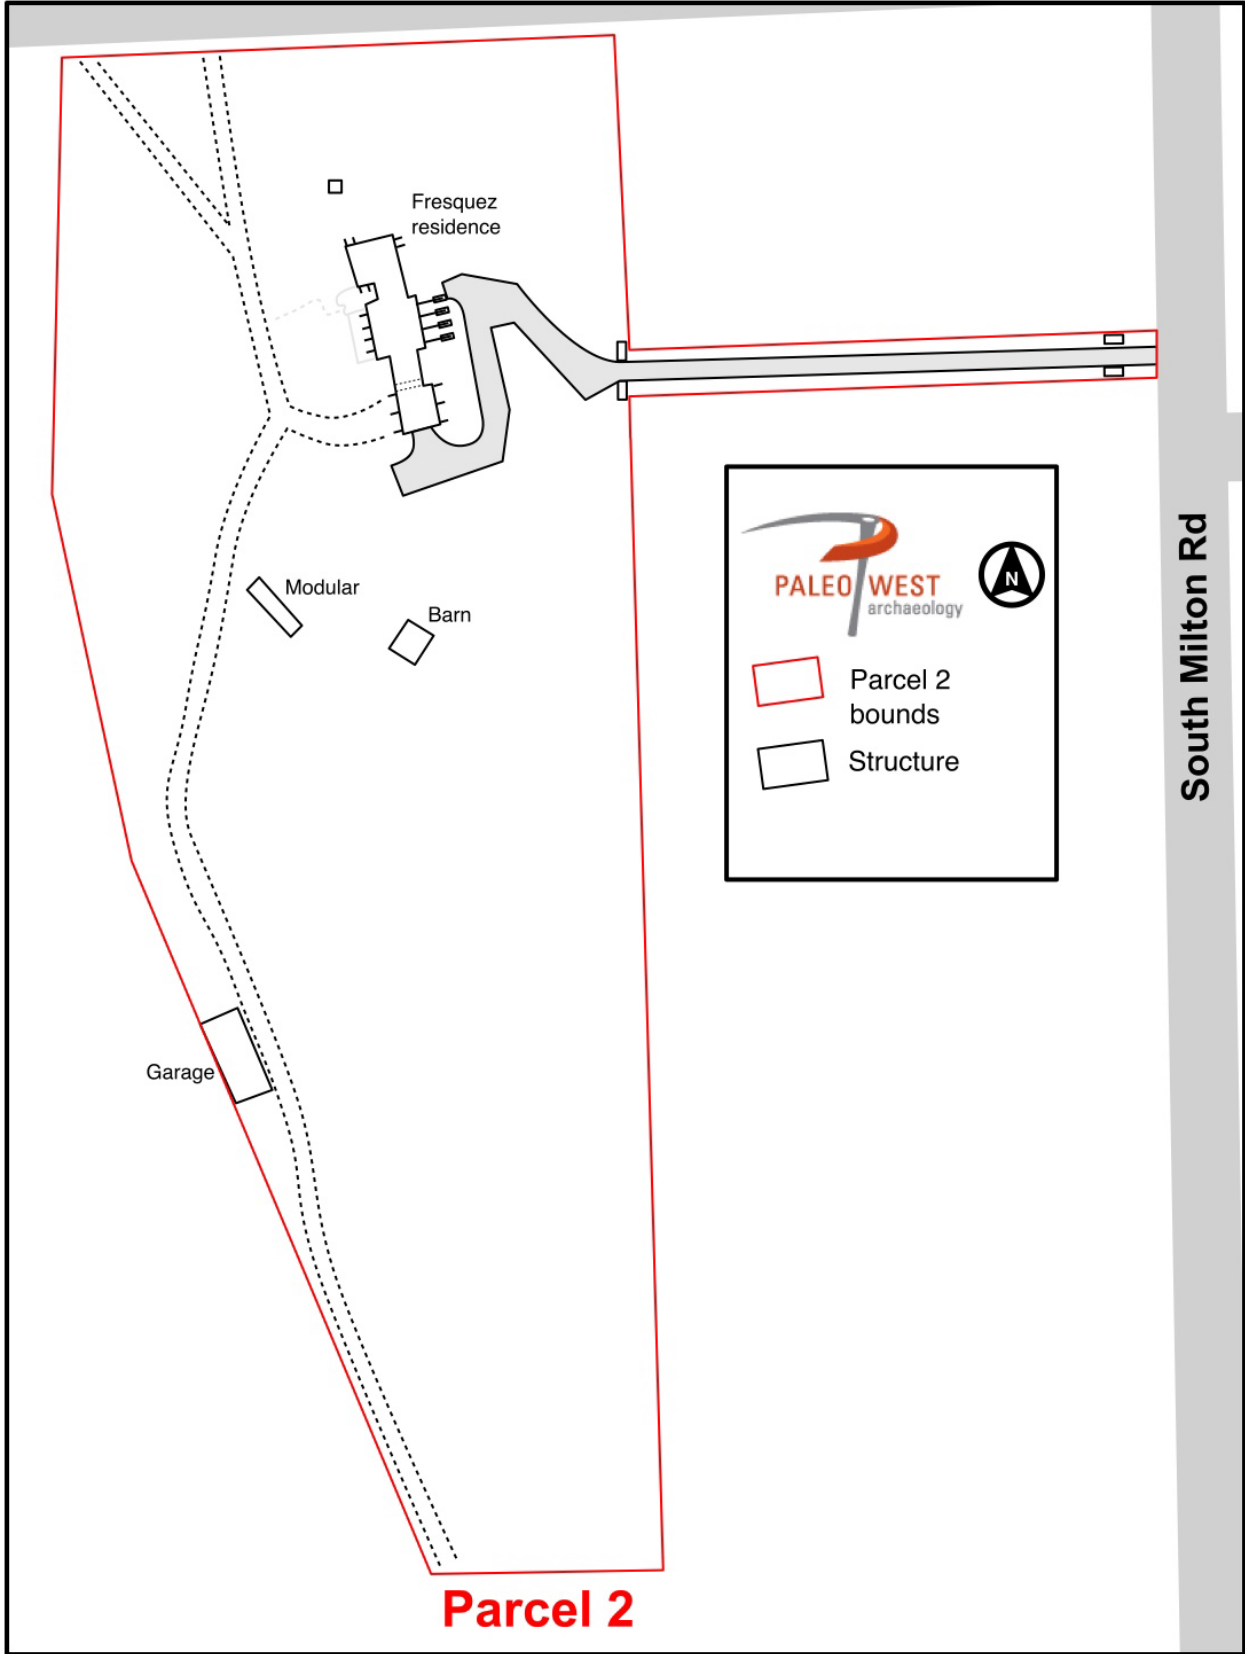 Fresquez
residence
Modular
Barn
PALEO WEST
archaeology
N
Parcel 2
bounds
Structure
South Milton Rd
Garage
Parcel 2